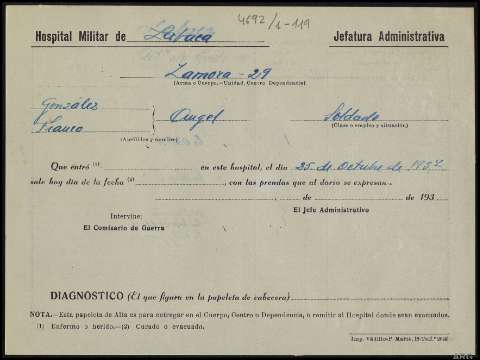 4692/1-119
Hospital Militar de Jefatura Administrativa
Zamora-29
(Arma o Cuerpo.-Unidad, Centro Dependencia)
González
Franco Angel Soldado
(Apellidos y nombre) (Clase o empleo y situación)
Que entró (1) en este hospital, el día 25 de Octubre de 1937
sale hoy día de la fecha (2) , con las prendas que al dorso se expresan.
de de 193
Intervine: El Jefe Administrativo
El Comisario de Guerra
DIAGNOSTICO (El que figura en la papeleta de cabecera)
NOTA.-Esta papeleta de Alta es para entregar en el Cuerpo, Centro o Dependencia, o remitir al Hospital donde sean evacuados.
(1) Enfermo o herido.-(2) Curado o evacuado.
Imp.